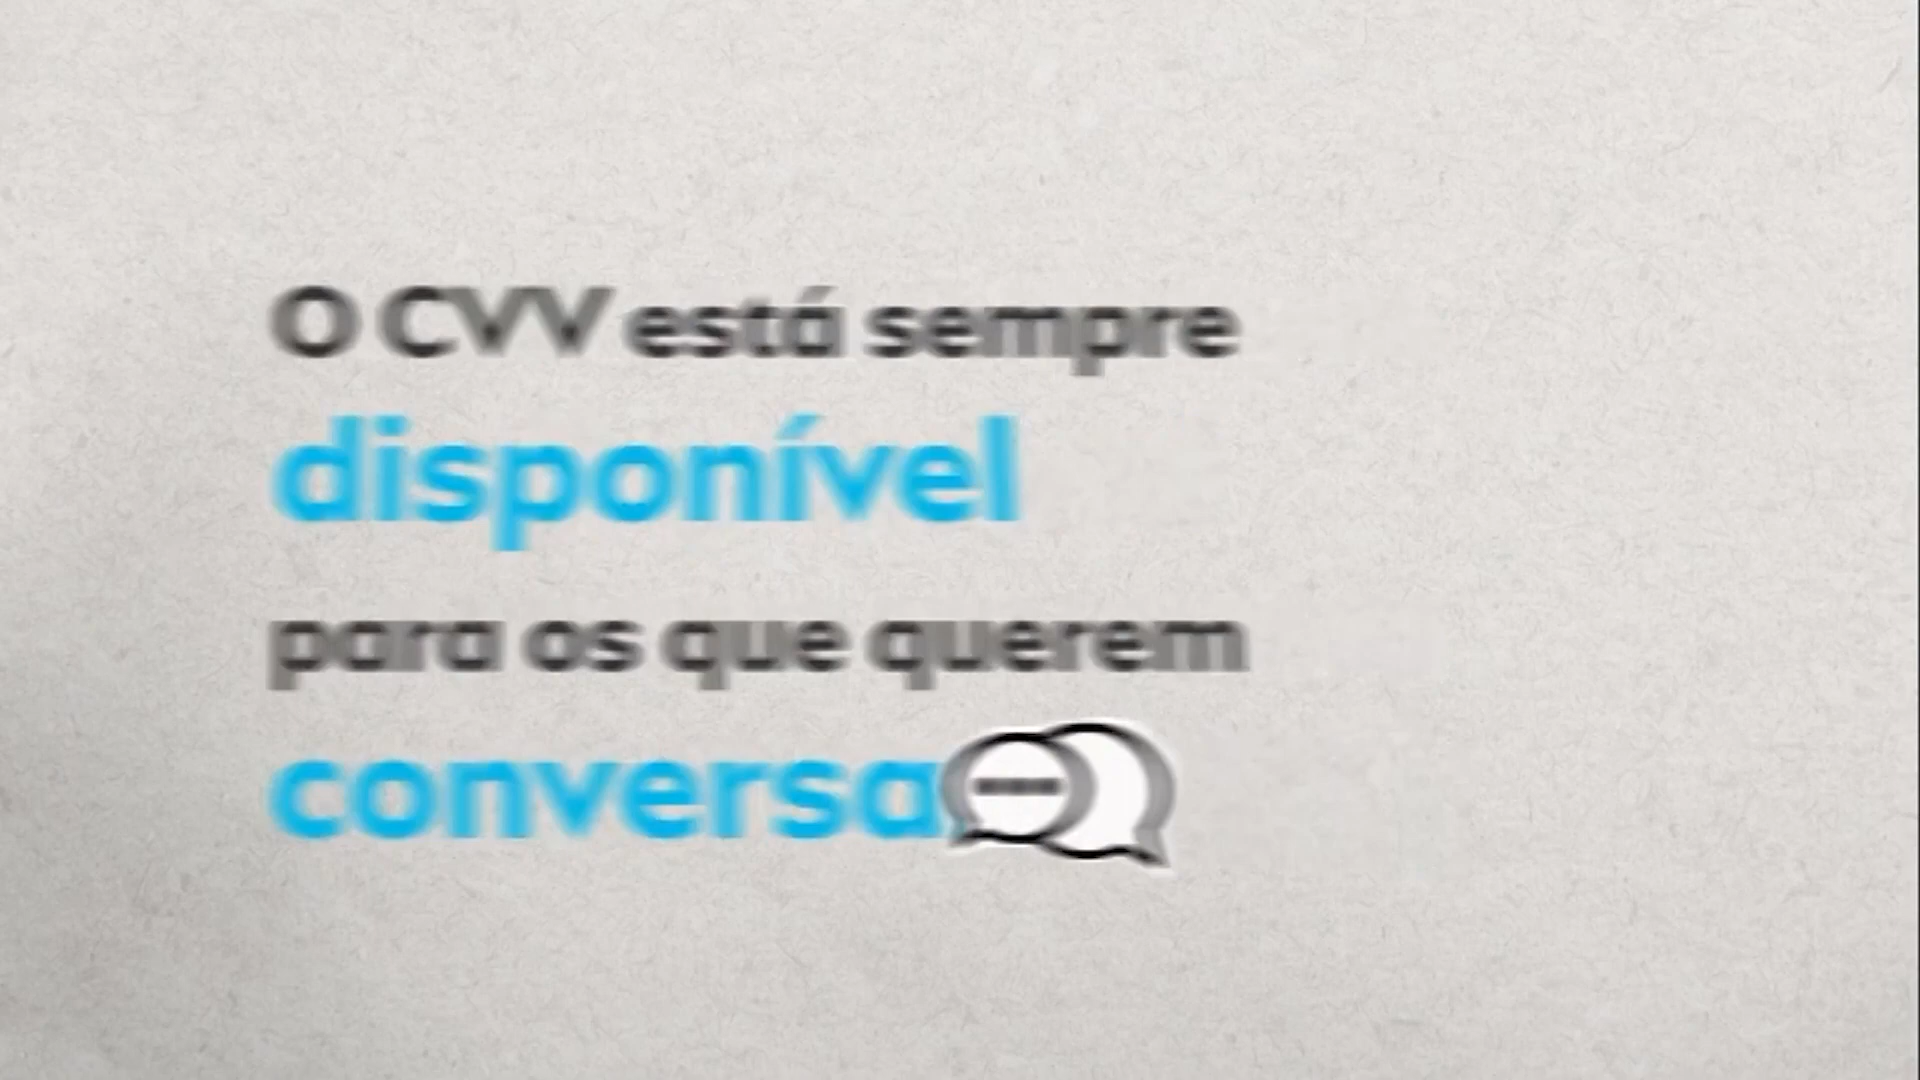 O CVV está sempre
disponível
para os que querem
conversa